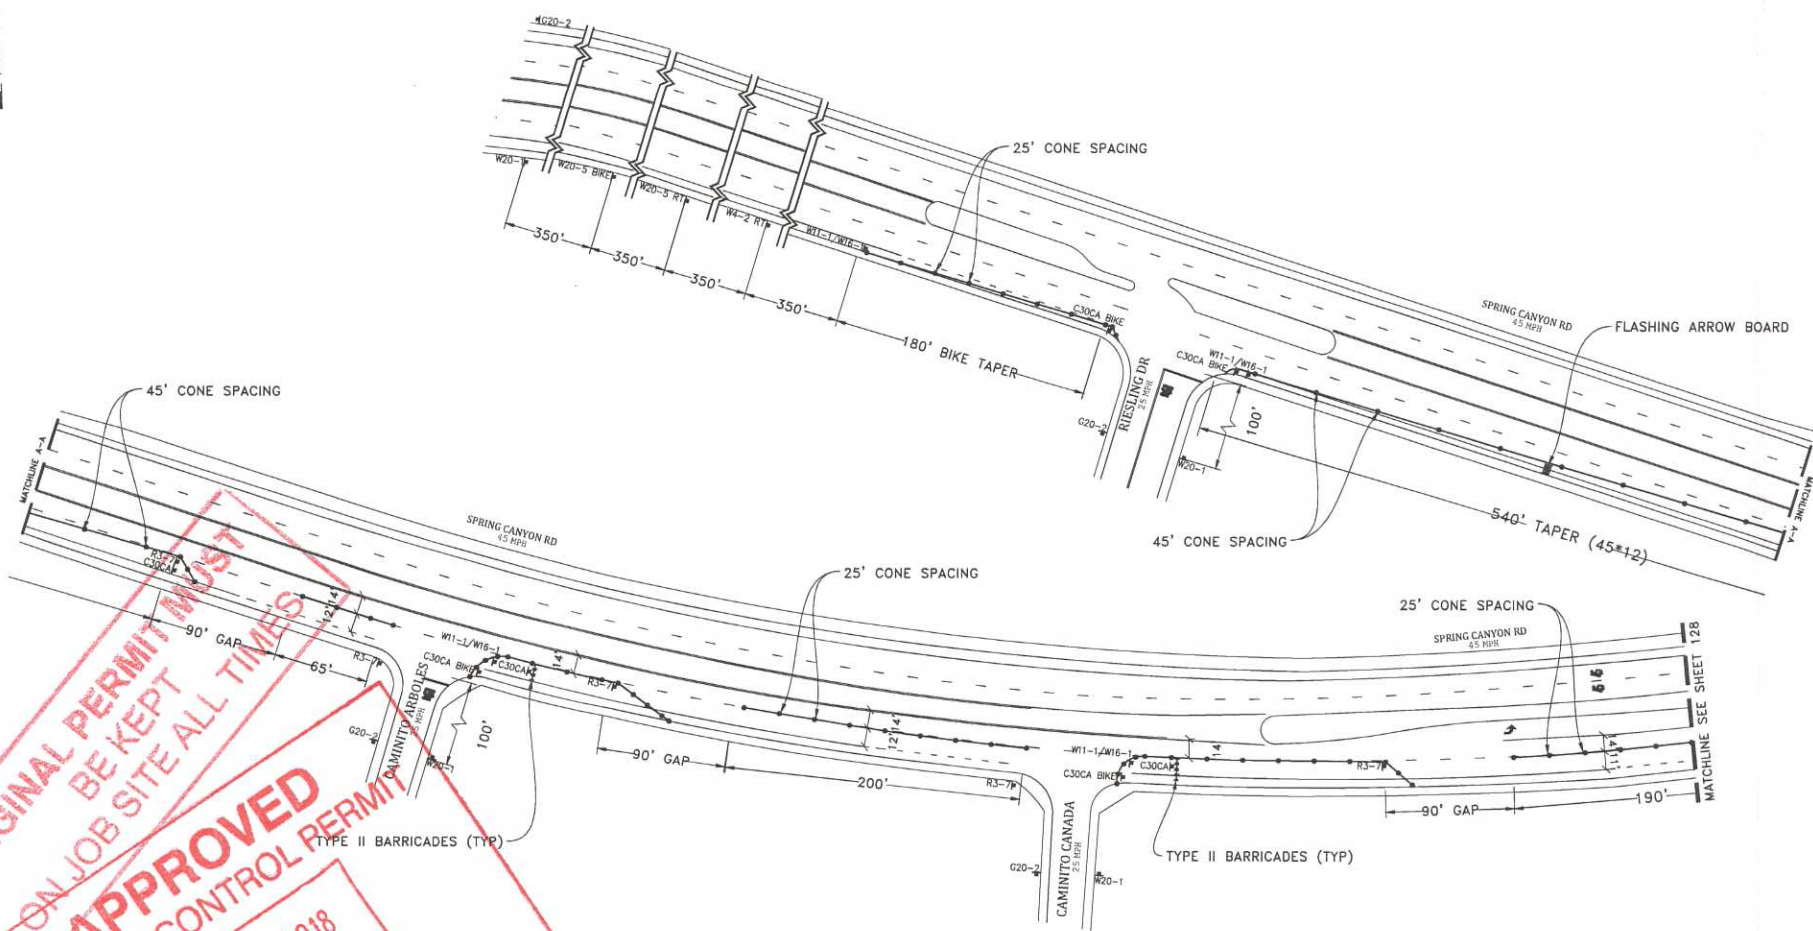 G20-2
W20-1
W20-5 BIKE
W20-5 RT
W4-2 RT
W11-1/W16-1
350'
350'
350'
350'
180' BIKE TAPER
25' CONE SPACING
C30CA BIKE
RIESLING DR
25 MPH
G20-2
W20-1
100'
C30CA BIKE
W11-1/W16-1
SPRING CANYON RD
45 MPH
FLASHING ARROW BOARD
45' CONE SPACING
540' TAPER (45*12)
MATCHLINE A-A
MATCHLINE A-A
45' CONE SPACING
R3-7
C30CA
SPRING CANYON RD
45 MPH
90' GAP
65'
12'
14'
R3-7
G20-2
CAMINITO ARBOLES
25 MPH
W20-1
100'
W11-1/W16-1
C30CA BIKE
C30CA
14'
R3-7
TYPE II BARRICADES (TYP)
90' GAP
200'
25' CONE SPACING
12'
14'
R3-7
G20-2
CAMINITO CANADA
25 MPH
W20-1
W11-1/W16-1
C30CA BIKE
C30CA
14'
R3-7
TYPE II BARRICADES (TYP)
90' GAP
190'
25' CONE SPACING
SPRING CANYON RD
45 MPH
14'
11'
MATCHLINE SEE SHEET 128
GINAL PERMIT MUST
BE KEPT
ON JOB SITE ALL TIMES
APPROVED
CONTROL PERMIT
2018